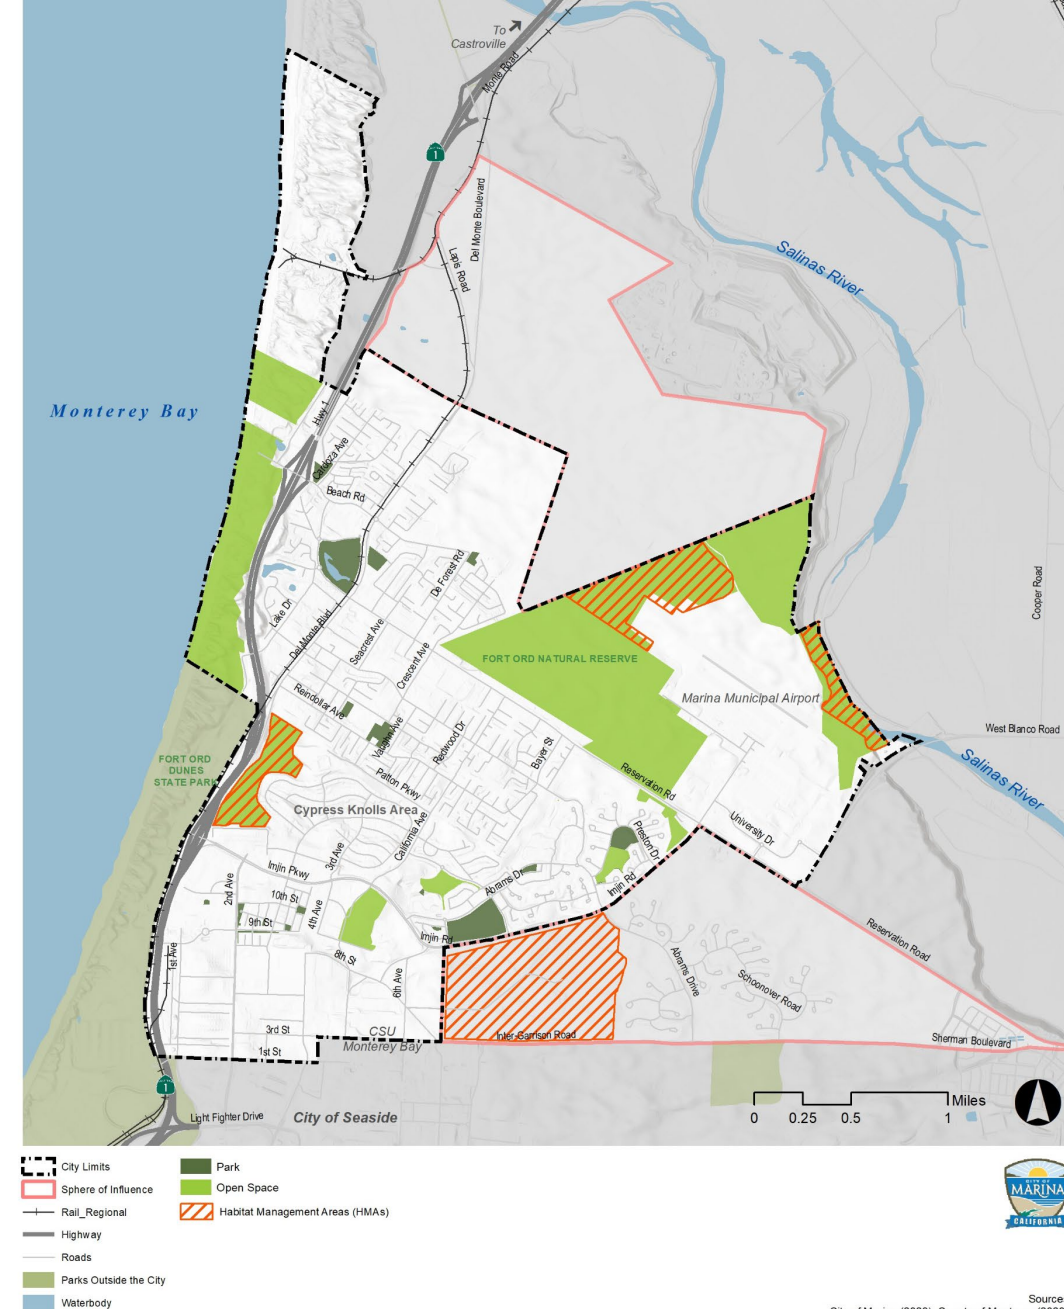 To
Castroville
Monte Road
1
Del Monte Boulevard
Lapis Road
Salinas River
Monterey Bay
Hwy 1
Cardoza Ave
Beach Rd
De Forest Rd
Cooper Road
Lake Dr
Del Monte Blvd
Seacrest Ave
Crescent Ave
FORT ORD NATURAL RESERVE
Marina Municipal Airport
Reindollar Ave
Vaughn Ave
Redwood Dr
Bayer St
West Blanco Road
FORT ORD
DUNES
STATE PARK
Salinas River
Patton Pkwy
Reservation Rd
Cypress Knolls Area
University Dr
California Ave
Preston Dr
3rd Ave
Imjin Pkwy
Abrams Dr
Imjin Rd
2nd Ave
10th St
9th St
4th Ave
Imjin Rd
Reservation Road
8th St
1st Ave
6th Ave
Abrams Drive
Schoonover Road
3rd St
CSU
Monterey Bay
1st St
Inter-Garrison Road
Sherman Boulevard
1
Light Fighter Drive
City of Seaside
Miles
0 0.25 0.5 1
City Limits
Sphere of Influence
Rail_Regional
Highway
Roads
Parks Outside the City
Waterbody
Park
Open Space
Habitat Management Areas (HMAs)
CITY OF
MARINA
CALIFORNIA
Source